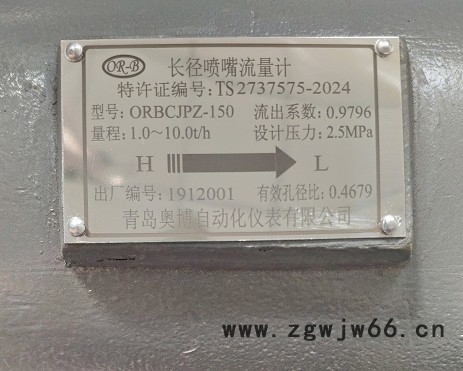 OR-B 长径喷嘴流量计
特许证编号:TS2737575-2024
型号:ORBCJPZ-150 流出系数:0.9796
量程:1.0~10.0t/h 设计压力:2.5MPa
H L
出厂编号:1912001 有效孔径比:0.4679
青岛奥博自动化仪表有限公司
www.zgwjw66.cn